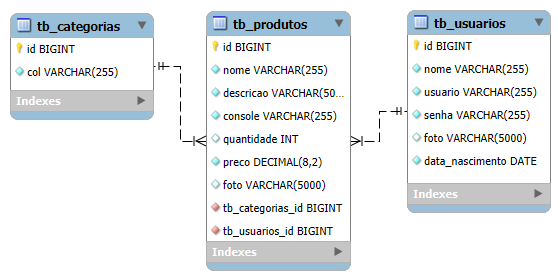 tb_categorias
id BIGINT
col VARCHAR(255)
Indexes
tb_produtos
id BIGINT
nome VARCHAR(255)
descricao VARCHAR(50...
console VARCHAR(255)
quantidade INT
preco DECIMAL(8,2)
foto VARCHAR(5000)
tb_categorias_id BIGINT
tb_usuarios_id BIGINT
Indexes
tb_usuarios
id BIGINT
nome VARCHAR(255)
usuario VARCHAR(255)
senha VARCHAR(255)
foto VARCHAR(5000)
data_nascimento DATE
Indexes